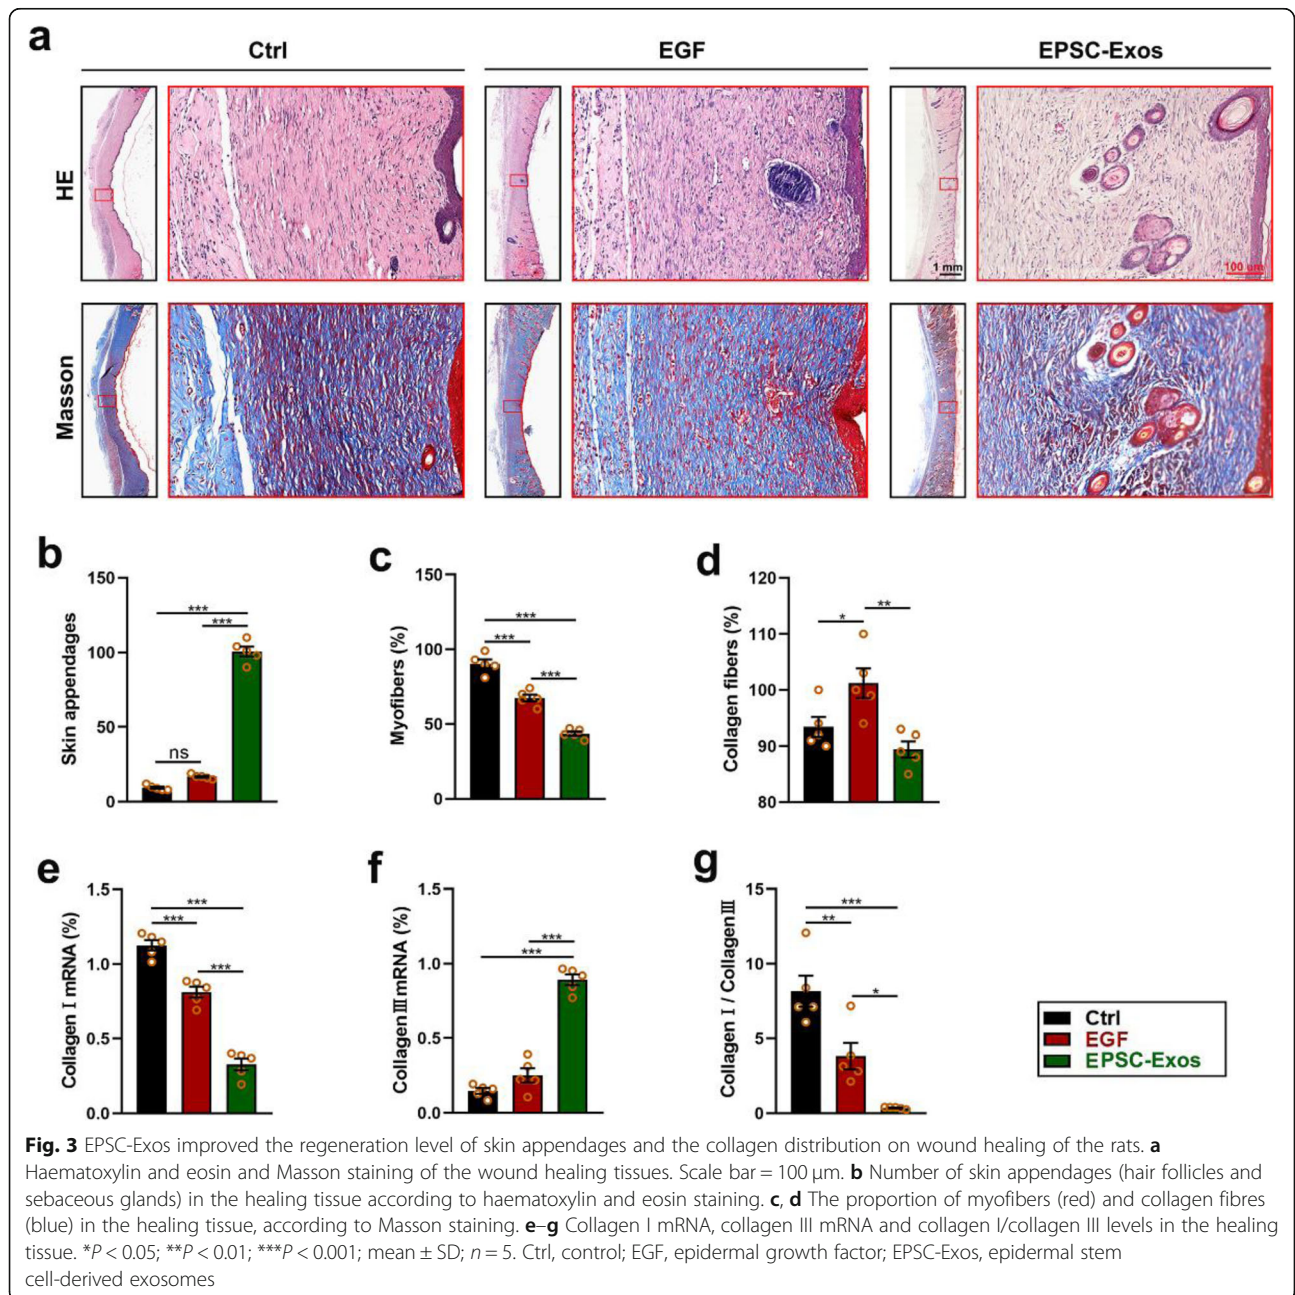 a
Ctrl
EGF
EPSC-Exos
HE
1 mm
100 um
Masson
b
Skin appendages
150
100
50
0
***
***
ns
c
Myofibers (%)
150
100
50
0
***
***
***
d
Collagen fibers (%)
120
110
100
90
80
*
**
e
Collagen Ⅰ mRNA (%)
1.5
1.0
0.5
0.0
***
***
***
f
Collagen Ⅲ mRNA (%)
1.5
1.0
0.5
0.0
***
***
g
Collagen Ⅰ / Collagen Ⅲ
15
10
5
0
***
**
*
Ctrl
EGF
EPSC-Exos
Fig. 3 EPSC-Exos improved the regeneration level of skin appendages and the collagen distribution on wound healing of the rats. a
Haematoxylin and eosin and Masson staining of the wound healing tissues. Scale bar = 100 μm. b Number of skin appendages (hair follicles and
sebaceous glands) in the healing tissue according to haematoxylin and eosin staining. c, d The proportion of myofibers (red) and collagen fibres
(blue) in the healing tissue, according to Masson staining. e–g Collagen I mRNA, collagen III mRNA and collagen I/collagen III levels in the healing
tissue. *P < 0.05; **P < 0.01; ***P < 0.001; mean ± SD; n = 5. Ctrl, control; EGF, epidermal growth factor; EPSC-Exos, epidermal stem
cell-derived exosomes